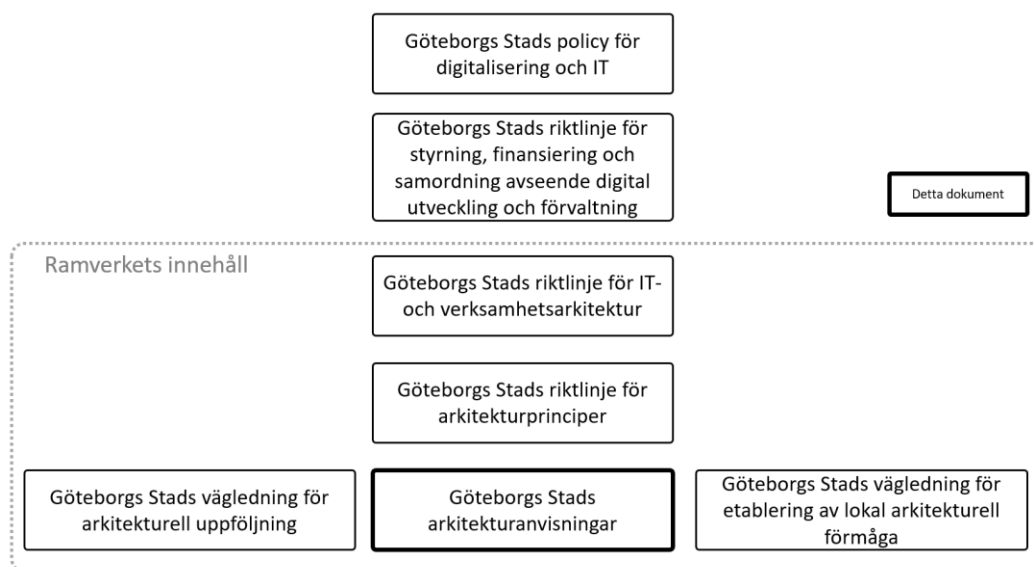 Göteborgs Stads policy för
digitalisering och IT
Göteborgs Stads riktlinje för
styrning, finansiering och
samordning avseende digital
utveckling och förvaltning
Detta dokument
Ramverkets innehåll
Göteborgs Stads riktlinje för IT-
och verksamhetsarkitektur
Göteborgs Stads riktlinje för
arkitekturprinciper
Göteborgs Stads vägledning för
arkitekturell uppföljning
Göteborgs Stads
arkitekturanvisningar
Göteborgs Stads vägledning för
etablering av lokal arkitekturell
förmåga